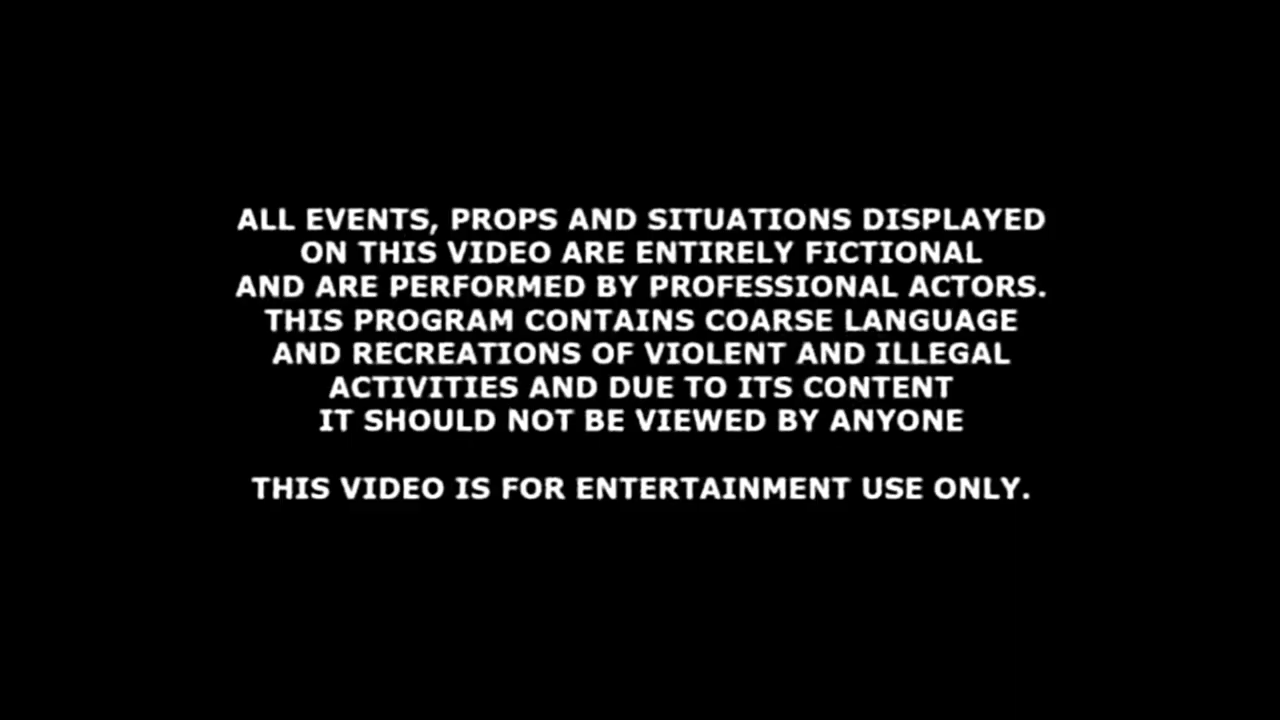 ALL EVENTS, PROPS AND SITUATIONS DISPLAYED
ON THIS VIDEO ARE ENTIRELY FICTIONAL
AND ARE PERFORMED BY PROFESSIONAL ACTORS.
THIS PROGRAM CONTAINS COARSE LANGUAGE
AND RECREATIONS OF VIOLENT AND ILLEGAL
ACTIVITIES AND DUE TO ITS CONTENT
IT SHOULD NOT BE VIEWED BY ANYONE
THIS VIDEO IS FOR ENTERTAINMENT USE ONLY.